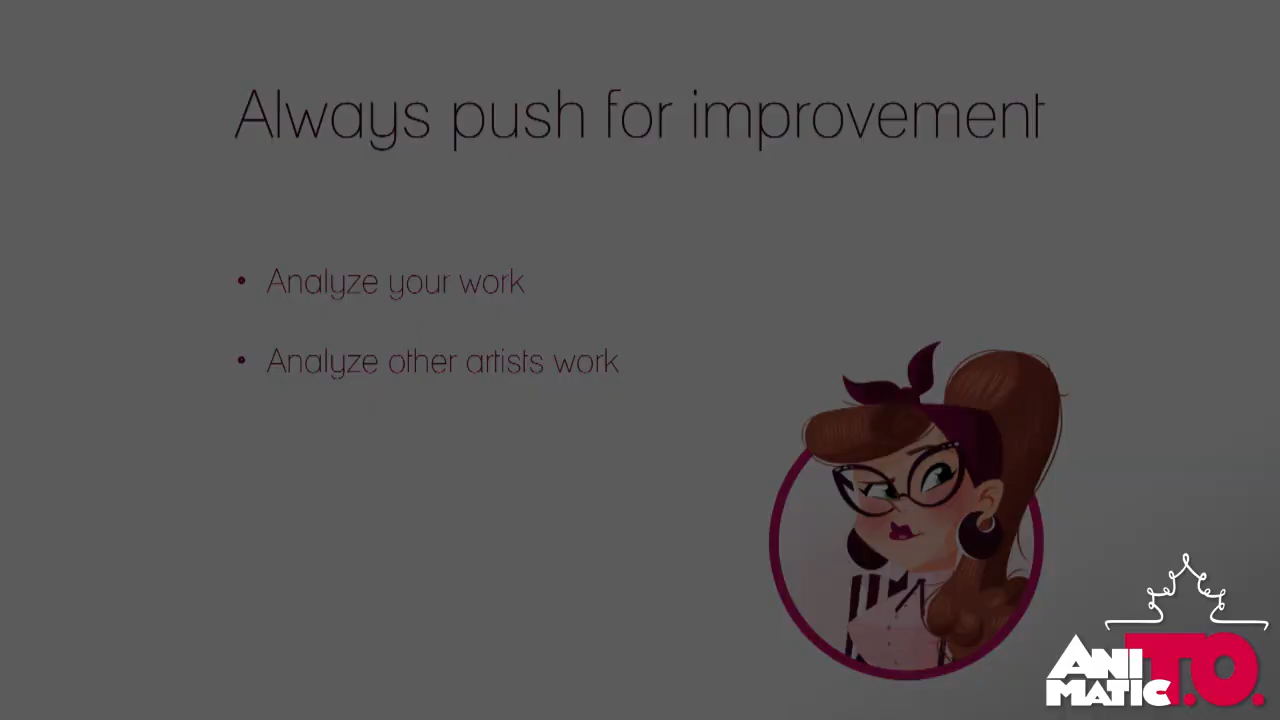 Always push for improvement
• Analyze your work
• Analyze other artists work
ANI
MATIC T.O.